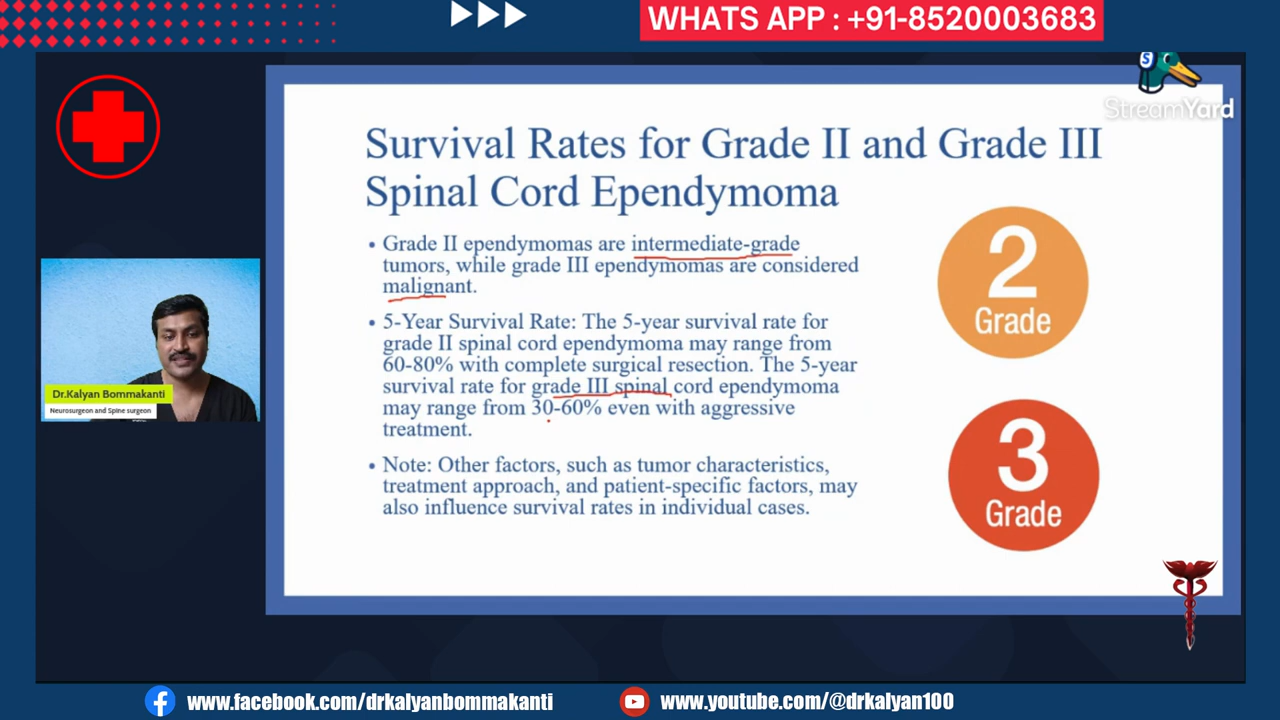 WHATS APP : +91-8520003683
S
StreamYard
Survival Rates for Grade II and Grade III
Spinal Cord Ependymoma
• Grade II ependymomas are intermediate-grade
tumors, while grade III ependymomas are considered
malignant.
• 5-Year Survival Rate: The 5-year survival rate for
grade II spinal cord ependymoma may range from
60-80% with complete surgical resection. The 5-year
survival rate for grade III spinal cord ependymoma
may range from 30-60% even with aggressive
treatment.
• Note: Other factors, such as tumor characteristics,
treatment approach, and patient-specific factors, may
also influence survival rates in individual cases.
2
Grade
3
Grade
Dr.Kalyan Bommakanti
Neurosurgeon and Spine surgeon
www.facebook.com/drkalyanbommakanti
www.youtube.com/@drkalyan100